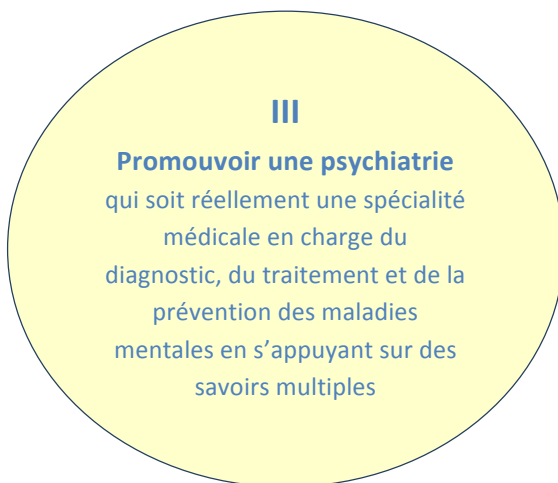 III
Promouvoir une psychiatrie
qui soit réellement une spécialité
médicale en charge du
diagnostic, du traitement et de la
prévention des maladies
mentales en s’appuyant sur des
savoirs multiples